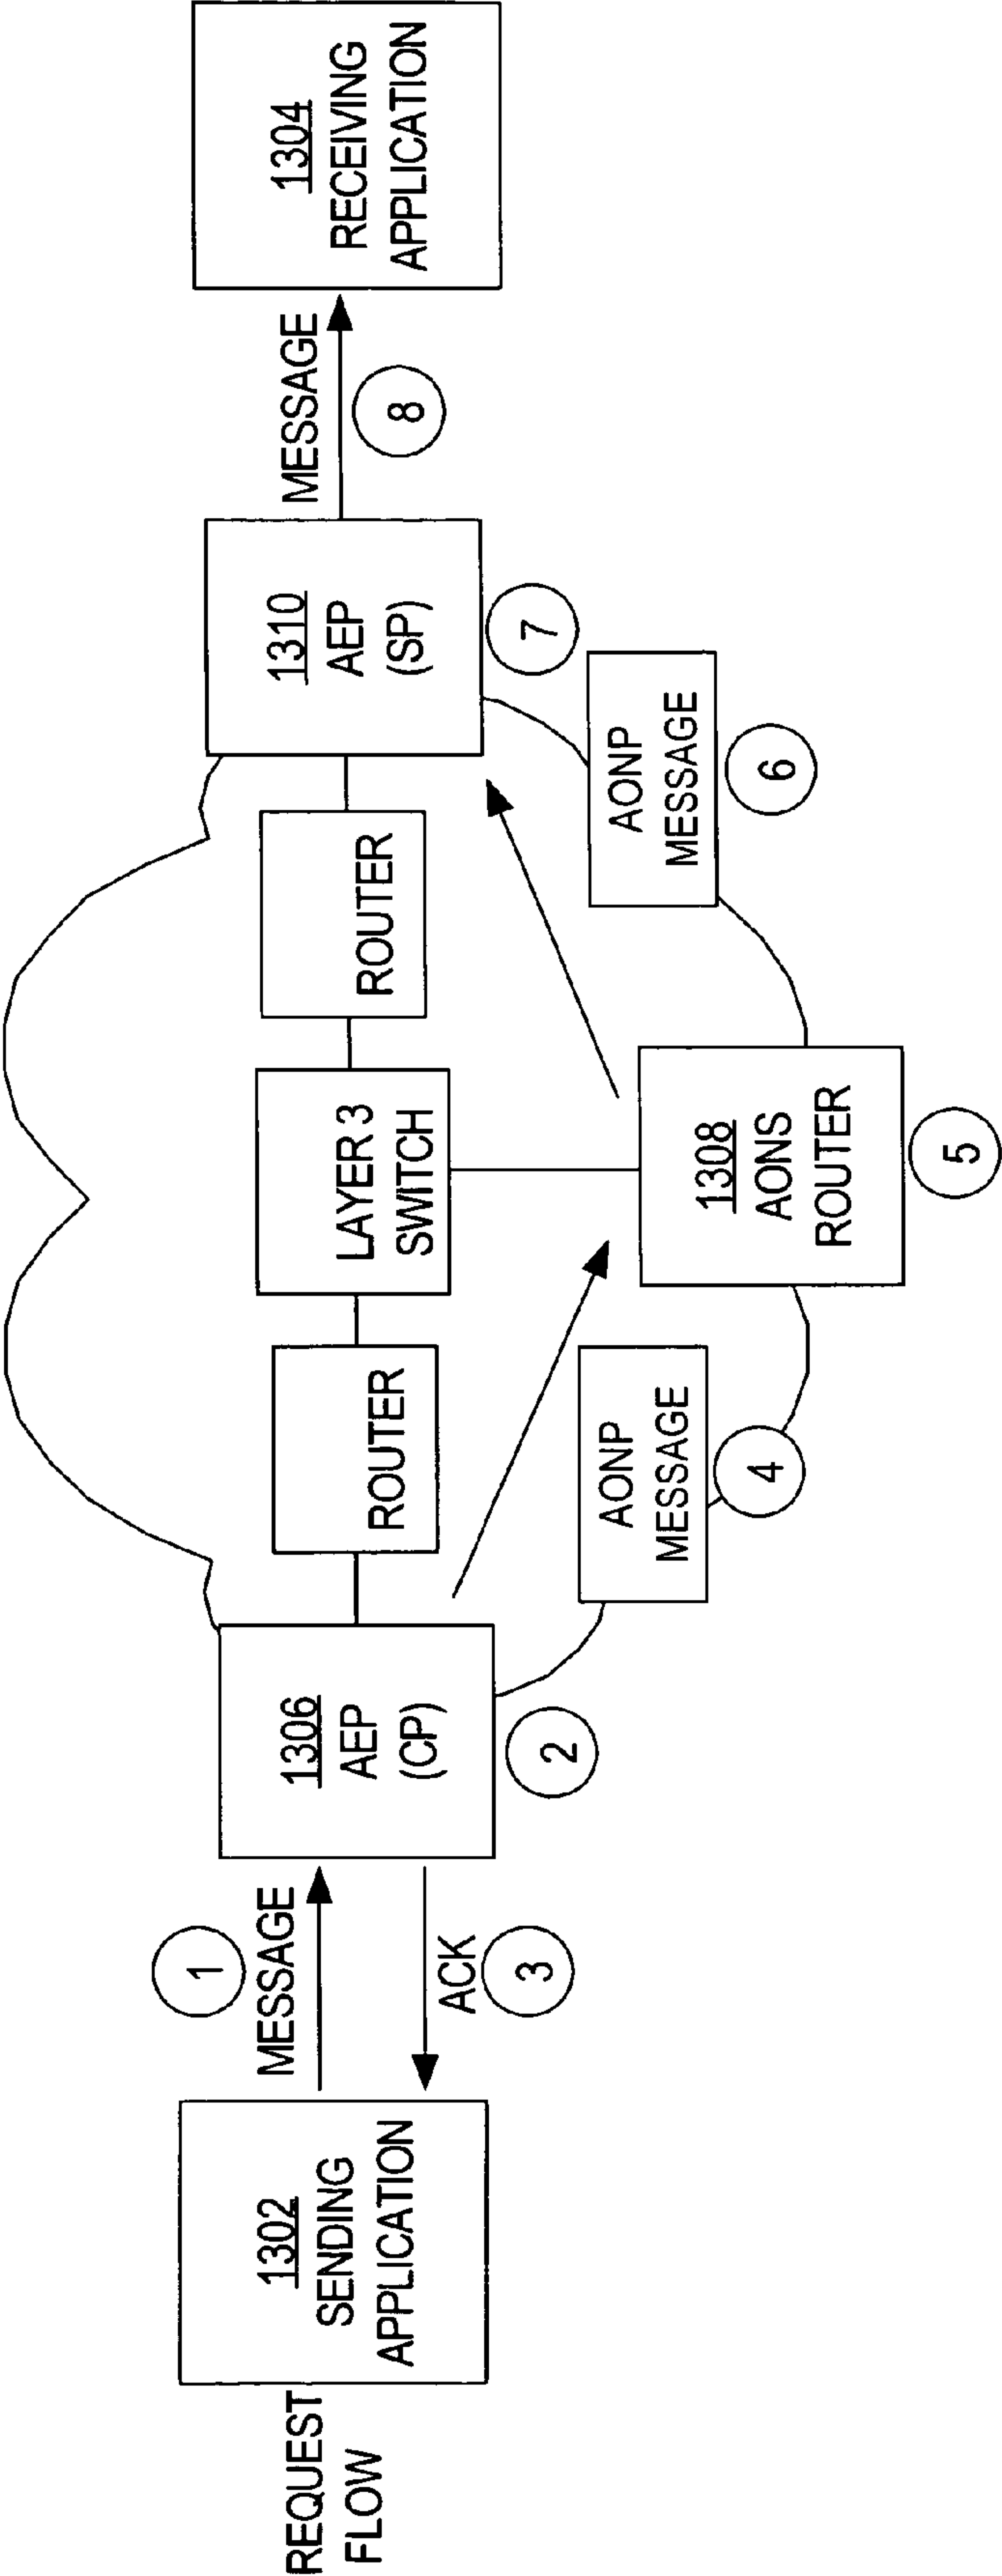 REQUEST
FLOW
1302
SENDING
APPLICATION
1
MESSAGE
ACK
3
1306
AEP
(CP)
2
ROUTER
AONP
MESSAGE
4
LAYER 3
SWITCH
1308
AONS
ROUTER
5
ROUTER
AONP
MESSAGE
6
1310
AEP
(SP)
7
MESSAGE
8
1304
RECEIVING
APPLICATION